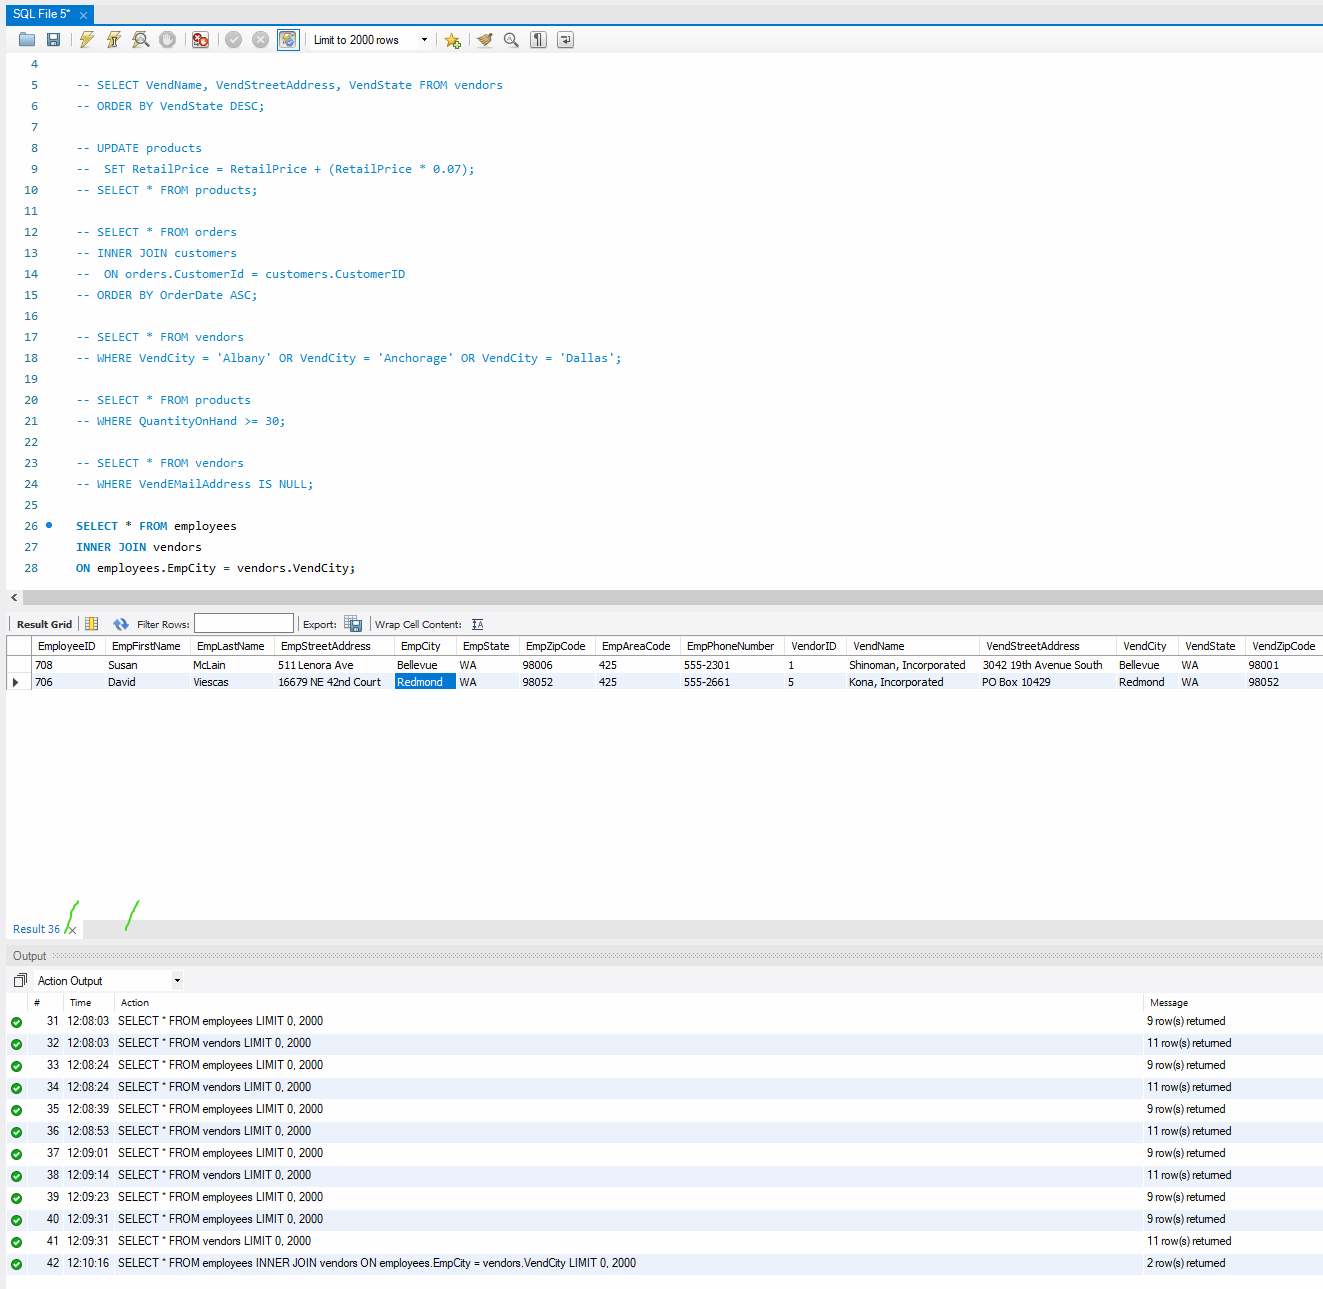 SQL File 5*
Limit to 2000 rows
4
5 -- SELECT VendName, VendStreetAddress, VendState FROM vendors
6 -- ORDER BY VendState DESC;
7
8 -- UPDATE products
9 --  SET RetailPrice = RetailPrice + (RetailPrice * 0.07);
10 -- SELECT * FROM products;
11
12 -- SELECT * FROM orders
13 -- INNER JOIN customers
14 --  ON orders.CustomerId = customers.CustomerID
15 -- ORDER BY OrderDate ASC;
16
17 -- SELECT * FROM vendors
18 -- WHERE VendCity = 'Albany' OR VendCity = 'Anchorage' OR VendCity = 'Dallas';
19
20 -- SELECT * FROM products
21 -- WHERE QuantityOnHand >= 30;
22
23 -- SELECT * FROM vendors
24 -- WHERE VendEMailAddress IS NULL;
25
26 SELECT * FROM employees
27 INNER JOIN vendors
28 ON employees.EmpCity = vendors.VendCity;
Result Grid Filter Rows: Export: Wrap Cell Content:
EmployeeID EmpFirstName EmpLastName EmpStreetAddress EmpCity EmpState EmpZipCode EmpAreaCode EmpPhoneNumber VendorID VendName VendStreetAddress VendCity VendState VendZipCode
708 Susan McLain 511 Lenora Ave Bellevue WA 98006 425 555-2301 1 Shinoman, Incorporated 3042 19th Avenue South Bellevue WA 98001
706 David Viescas 16679 NE 42nd Court Redmond WA 98052 425 555-2661 5 Kona, Incorporated PO Box 10429 Redmond WA 98052
Result 36
Output
Action Output
# Time Action Message
31 12:08:03 SELECT * FROM employees LIMIT 0, 2000 9 row(s) returned
32 12:08:03 SELECT * FROM vendors LIMIT 0, 2000 11 row(s) returned
33 12:08:24 SELECT * FROM employees LIMIT 0, 2000 9 row(s) returned
34 12:08:24 SELECT * FROM vendors LIMIT 0, 2000 11 row(s) returned
35 12:08:39 SELECT * FROM employees LIMIT 0, 2000 9 row(s) returned
36 12:08:53 SELECT * FROM vendors LIMIT 0, 2000 11 row(s) returned
37 12:09:01 SELECT * FROM employees LIMIT 0, 2000 9 row(s) returned
38 12:09:14 SELECT * FROM vendors LIMIT 0, 2000 11 row(s) returned
39 12:09:23 SELECT * FROM employees LIMIT 0, 2000 9 row(s) returned
40 12:09:31 SELECT * FROM employees LIMIT 0, 2000 9 row(s) returned
41 12:09:31 SELECT * FROM vendors LIMIT 0, 2000 11 row(s) returned
42 12:10:16 SELECT * FROM employees INNER JOIN vendors ON employees.EmpCity = vendors.VendCity LIMIT 0, 2000 2 row(s) returned